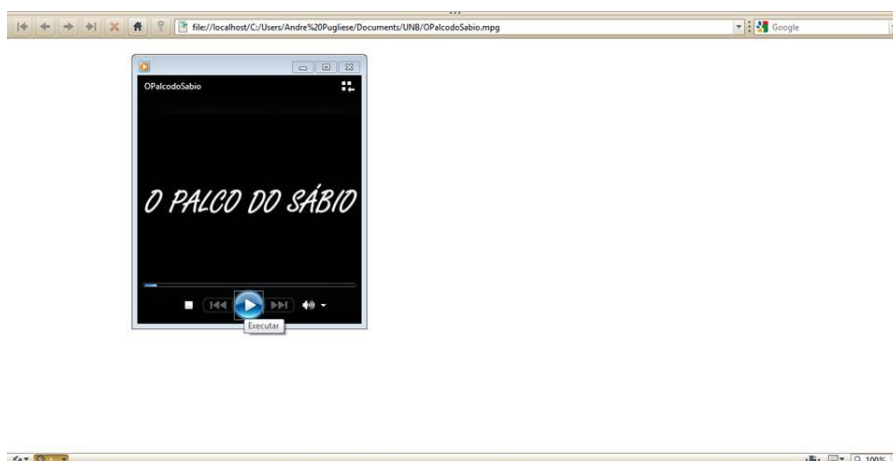 file://localhost/C:/Users/Andre%20Pugliese/Documents/UNB/OPalcodoSabio.mpg
Google
OPalcodoSabio
O PALCO DO SÁBIO
Executar
100%